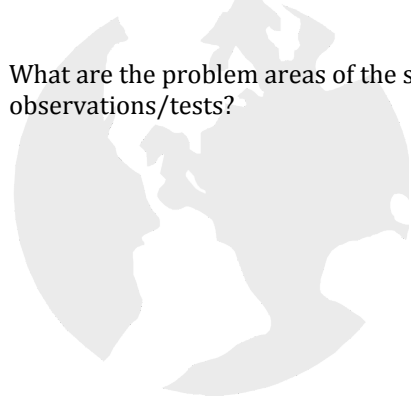 What are the problem areas of the
observations/tests?